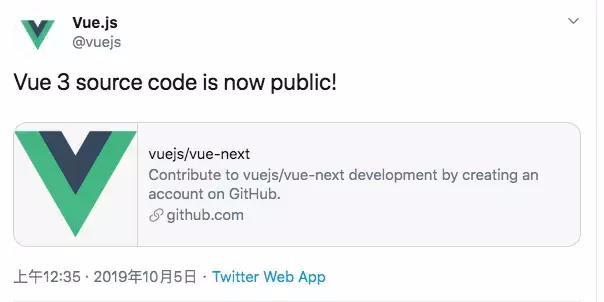 Vue.js
@vuejs
Vue 3 source code is now public!
vuejs/vue-next
Contribute to vuejs/vue-next development by creating an
account on GitHub.
github.com
上午12:35 · 2019年10月5日 · Twitter Web App